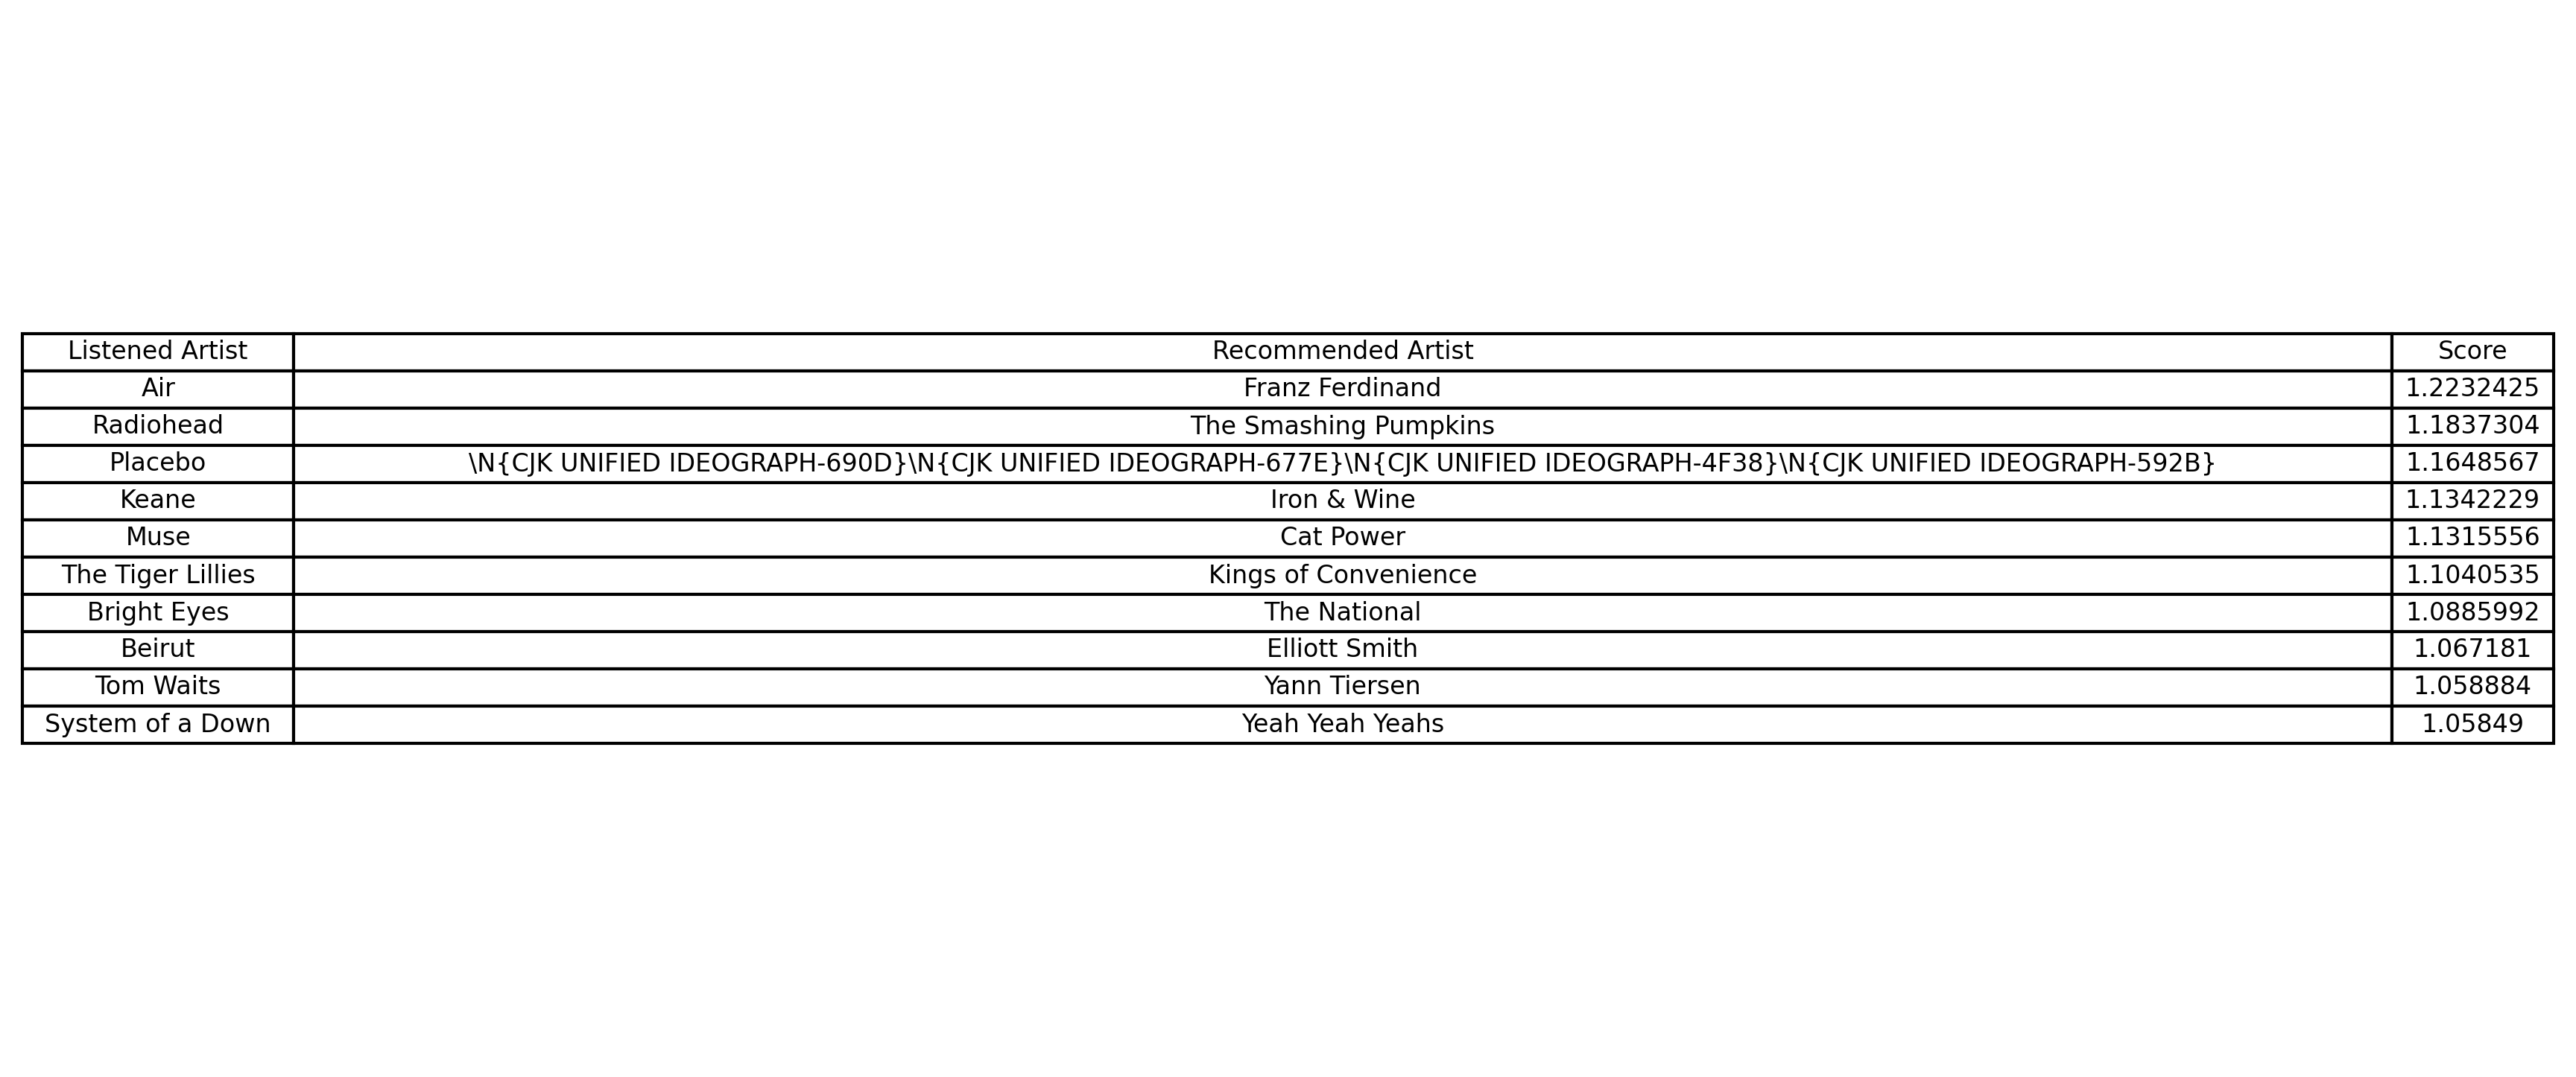 Listened Artist Recommended Artist Score
Air Franz Ferdinand 1.2232425
Radiohead The Smashing Pumpkins 1.1837304
Placebo \N{CJK UNIFIED IDEOGRAPH-690D}\N{CJK UNIFIED IDEOGRAPH-677E}\N{CJK UNIFIED IDEOGRAPH-4F38}\N{CJK UNIFIED IDEOGRAPH-592B} 1.1648567
Keane Iron & Wine 1.1342229
Muse Cat Power 1.1315556
The Tiger Lillies Kings of Convenience 1.1040535
Bright Eyes The National 1.0885992
Beirut Elliott Smith 1.067181
Tom Waits Yann Tiersen 1.058884
System of a Down Yeah Yeah Yeahs 1.05849